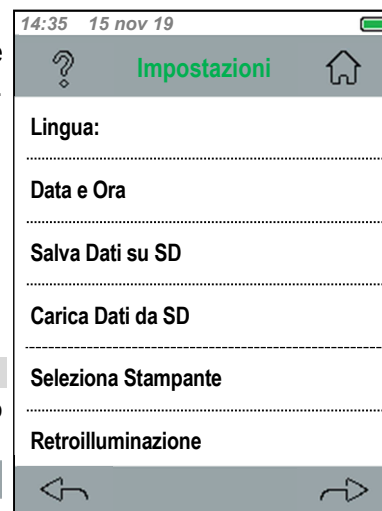 14:35 15 nov 19
Impostazioni
Lingua:
Data e Ora
Salva Dati su SD
Carica Dati da SD
Seleziona Stampante
Retroilluminazione